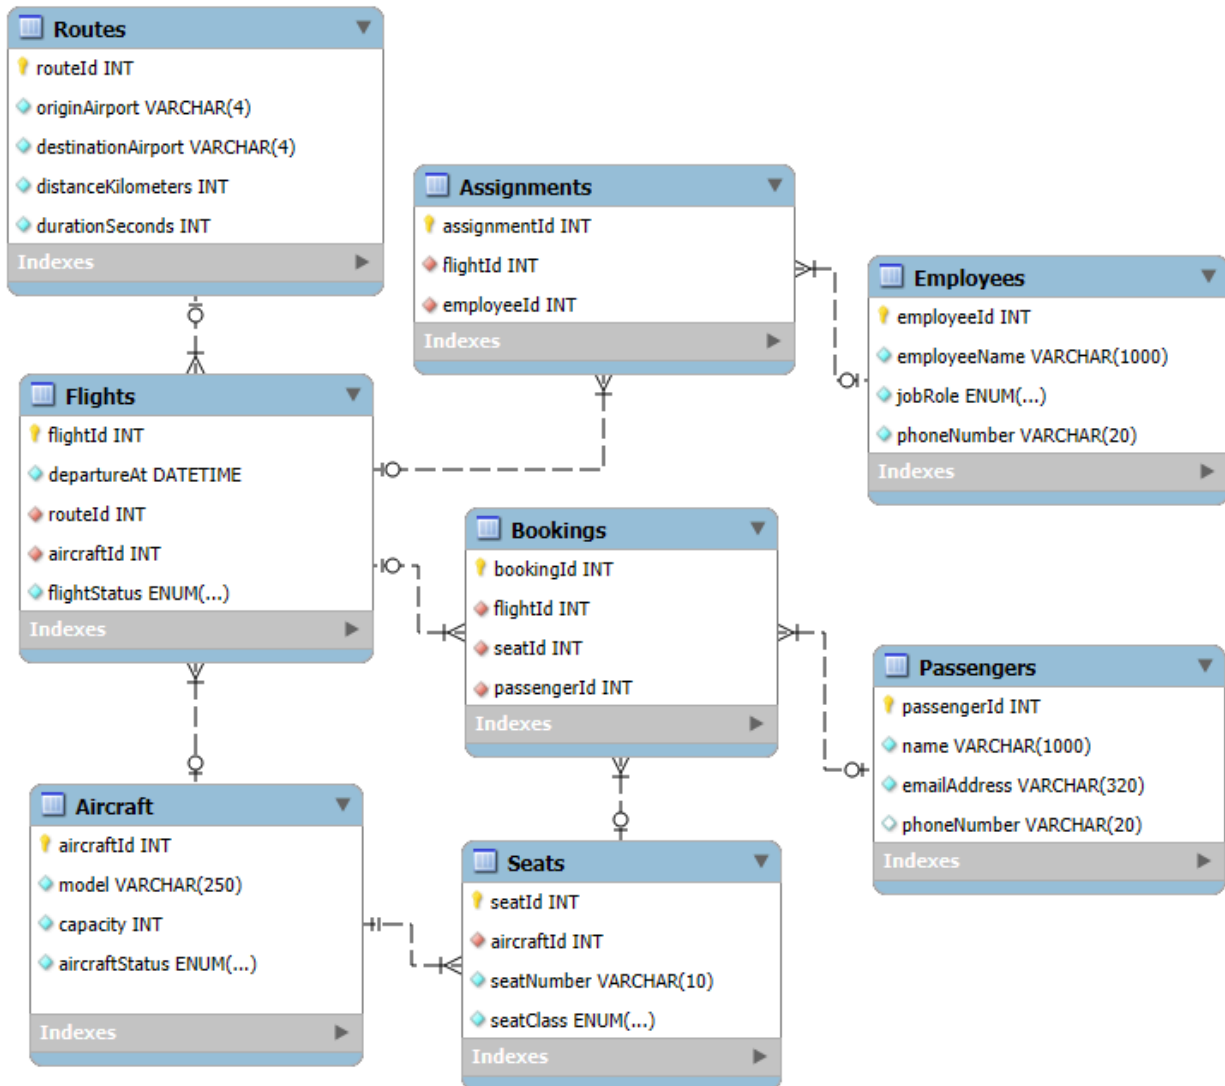 Routes
routeId INT
originAirport VARCHAR(4)
destinationAirport VARCHAR(4)
distanceKilometers INT
durationSeconds INT
Indexes
Assignments
assignmentId INT
flightId INT
employeeId INT
Indexes
Employees
employeeId INT
employeeName VARCHAR(1000)
jobRole ENUM(...)
phoneNumber VARCHAR(20)
Indexes
Flights
flightId INT
departureAt DATETIME
routeId INT
aircraftId INT
flightStatus ENUM(...)
Indexes
Bookings
bookingId INT
flightId INT
seatId INT
passengerId INT
Indexes
Passengers
passengerId INT
name VARCHAR(1000)
emailAddress VARCHAR(320)
phoneNumber VARCHAR(20)
Indexes
Aircraft
aircraftId INT
model VARCHAR(250)
capacity INT
aircraftStatus ENUM(...)
Indexes
Seats
seatId INT
aircraftId INT
seatNumber VARCHAR(10)
seatClass ENUM(...)
Indexes